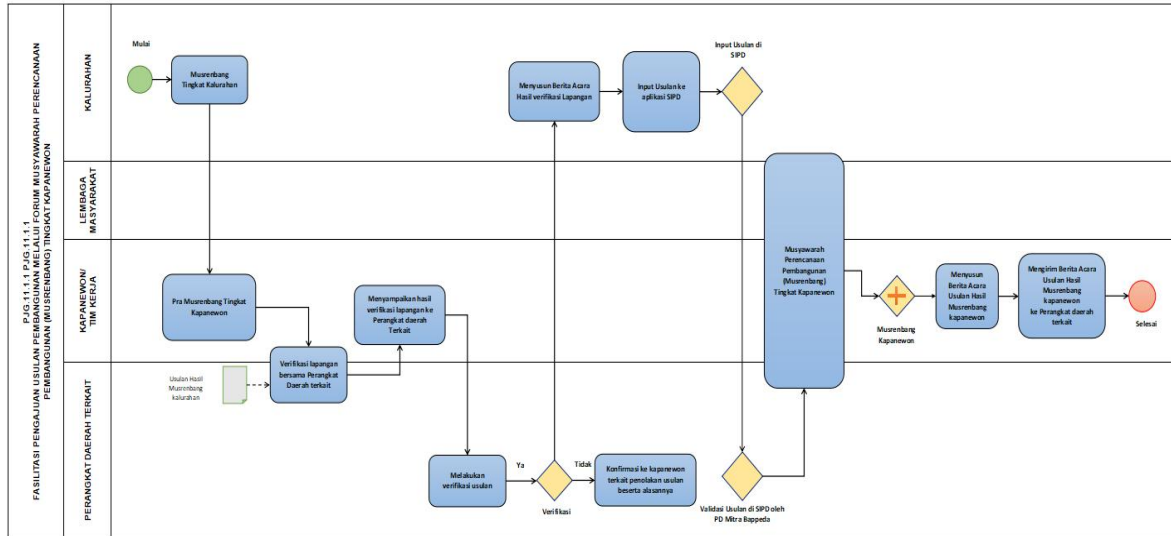 PJG.11.1.1 PJG.11.1.1
FASILITASI PENGAJUAN USULAN PEMBANGUNAN MELALUI FORUM MUSYAWARAH PERENCANAAN
PEMBANGUNAN (MUSRENBANG) TINGKAT KAPANEWON
KALURAHAN
Mulai
Musrenbang
Tingkat Kalurahan
Menyusun Berita Acara
Hasil verifikasi Lapangan
Input Usulan ke
aplikasi SIPD
Input Usulan di
SIPD
LEMBAGA
MASYARAKAT
KAPANEWON/
TIM KERJA
Pra Musrenbang Tingkat
Kapanewon
Menyampaikan hasil
verifikasi lapangan ke
Perangkat daerah
Terkait
Musyawarah
Perencanaan
Pembangunan
(Musrenbang)
Tingkat Kapanewon
Musrenbang
Kapanewon
Menyusun
Berita Acara
Usulan Hasil
Musrenbang
kapanewon
Mengirim Berita Acara
Usulan Hasil
Musrenbang
kapanewon
ke Perangkat daerah
terkait
Selesai
PERANGKAT DAERAH TERKAIT
Usulan Hasil
Musrenbang
kalurahan
Verifikasi lapangan
bersama Perangkat
Daerah terkait
Melakukan
verifikasi usulan
Ya
Verifikasi
Tidak
Konfirmasi ke kapanewon
terkait penolakan usulan
beserta alasannya
Validasi Usulan di SIPD oleh
PD Mitra Bappeda